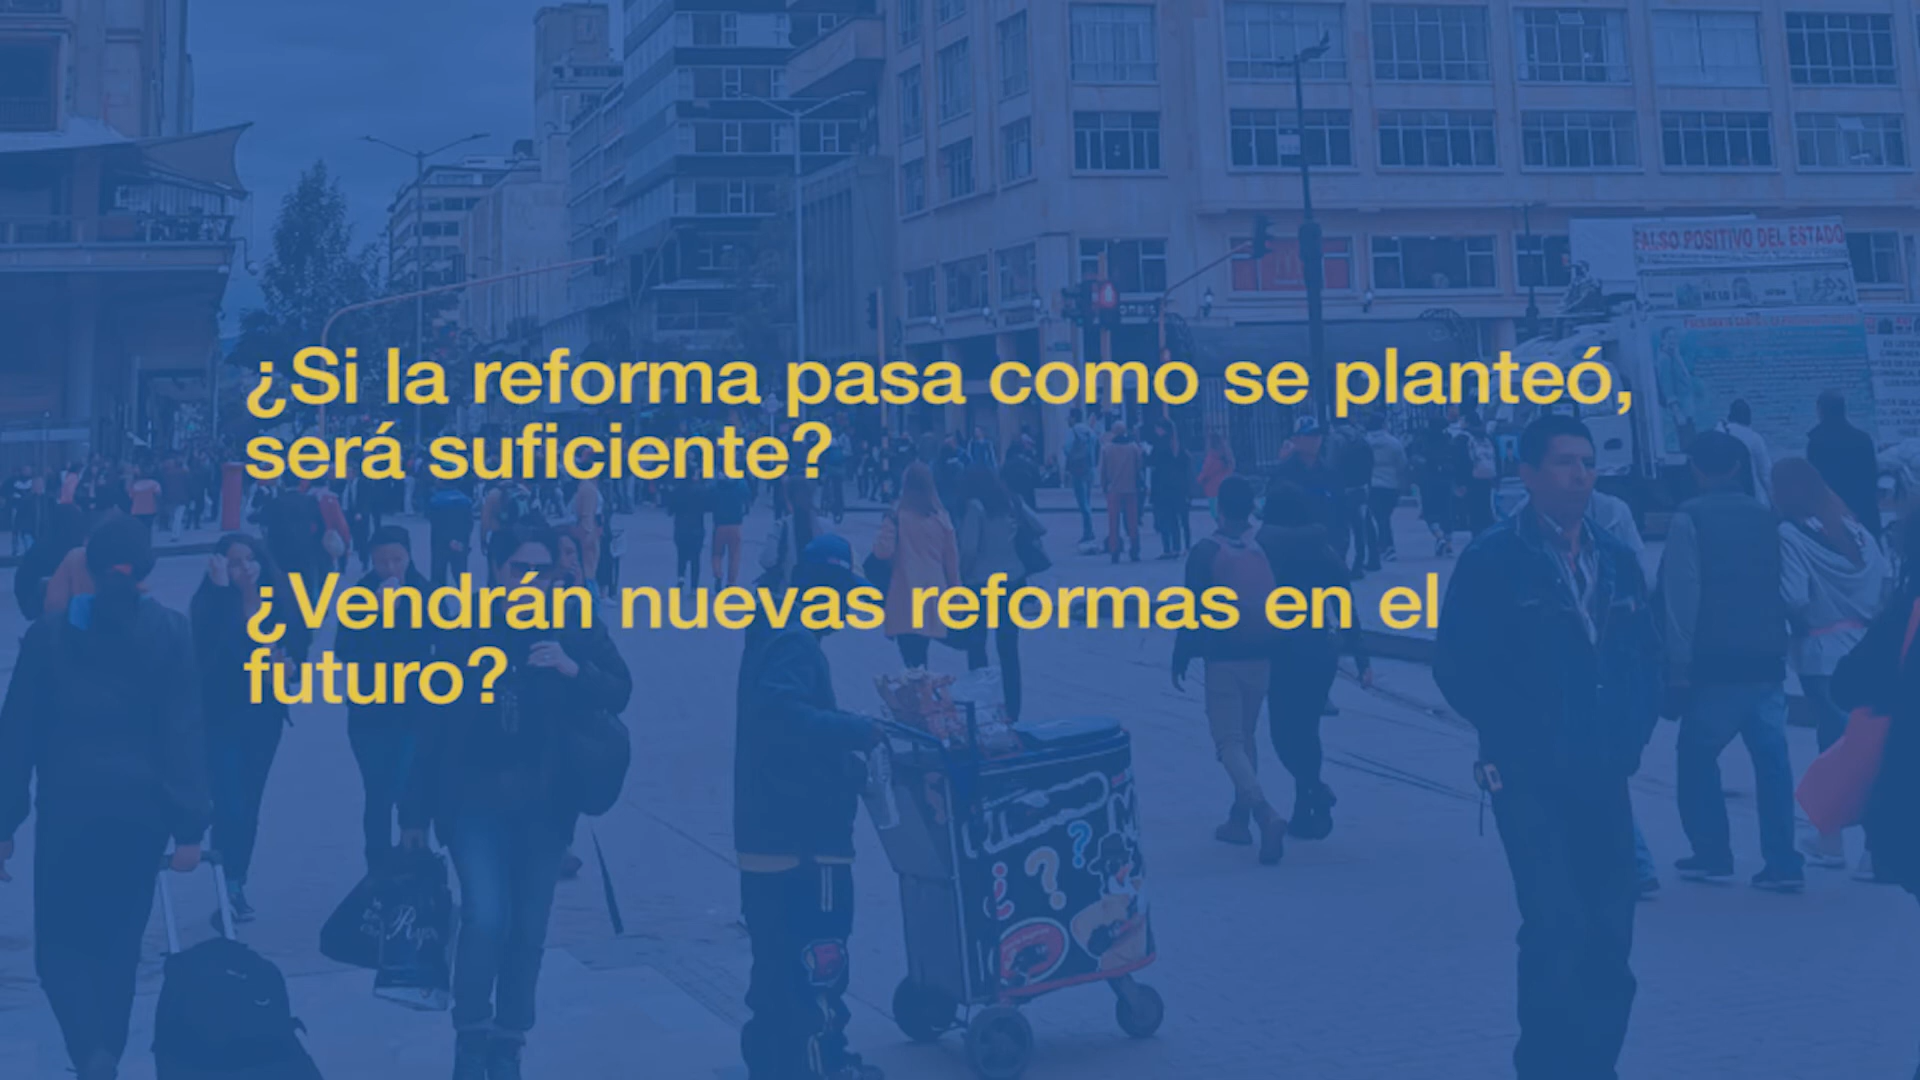 ¿Si la reforma pasa como se planteó,
será suficiente?
¿Vendrán nuevas reformas en el
futuro?
FALSO POSITIVO DEL ESTADO
¿??